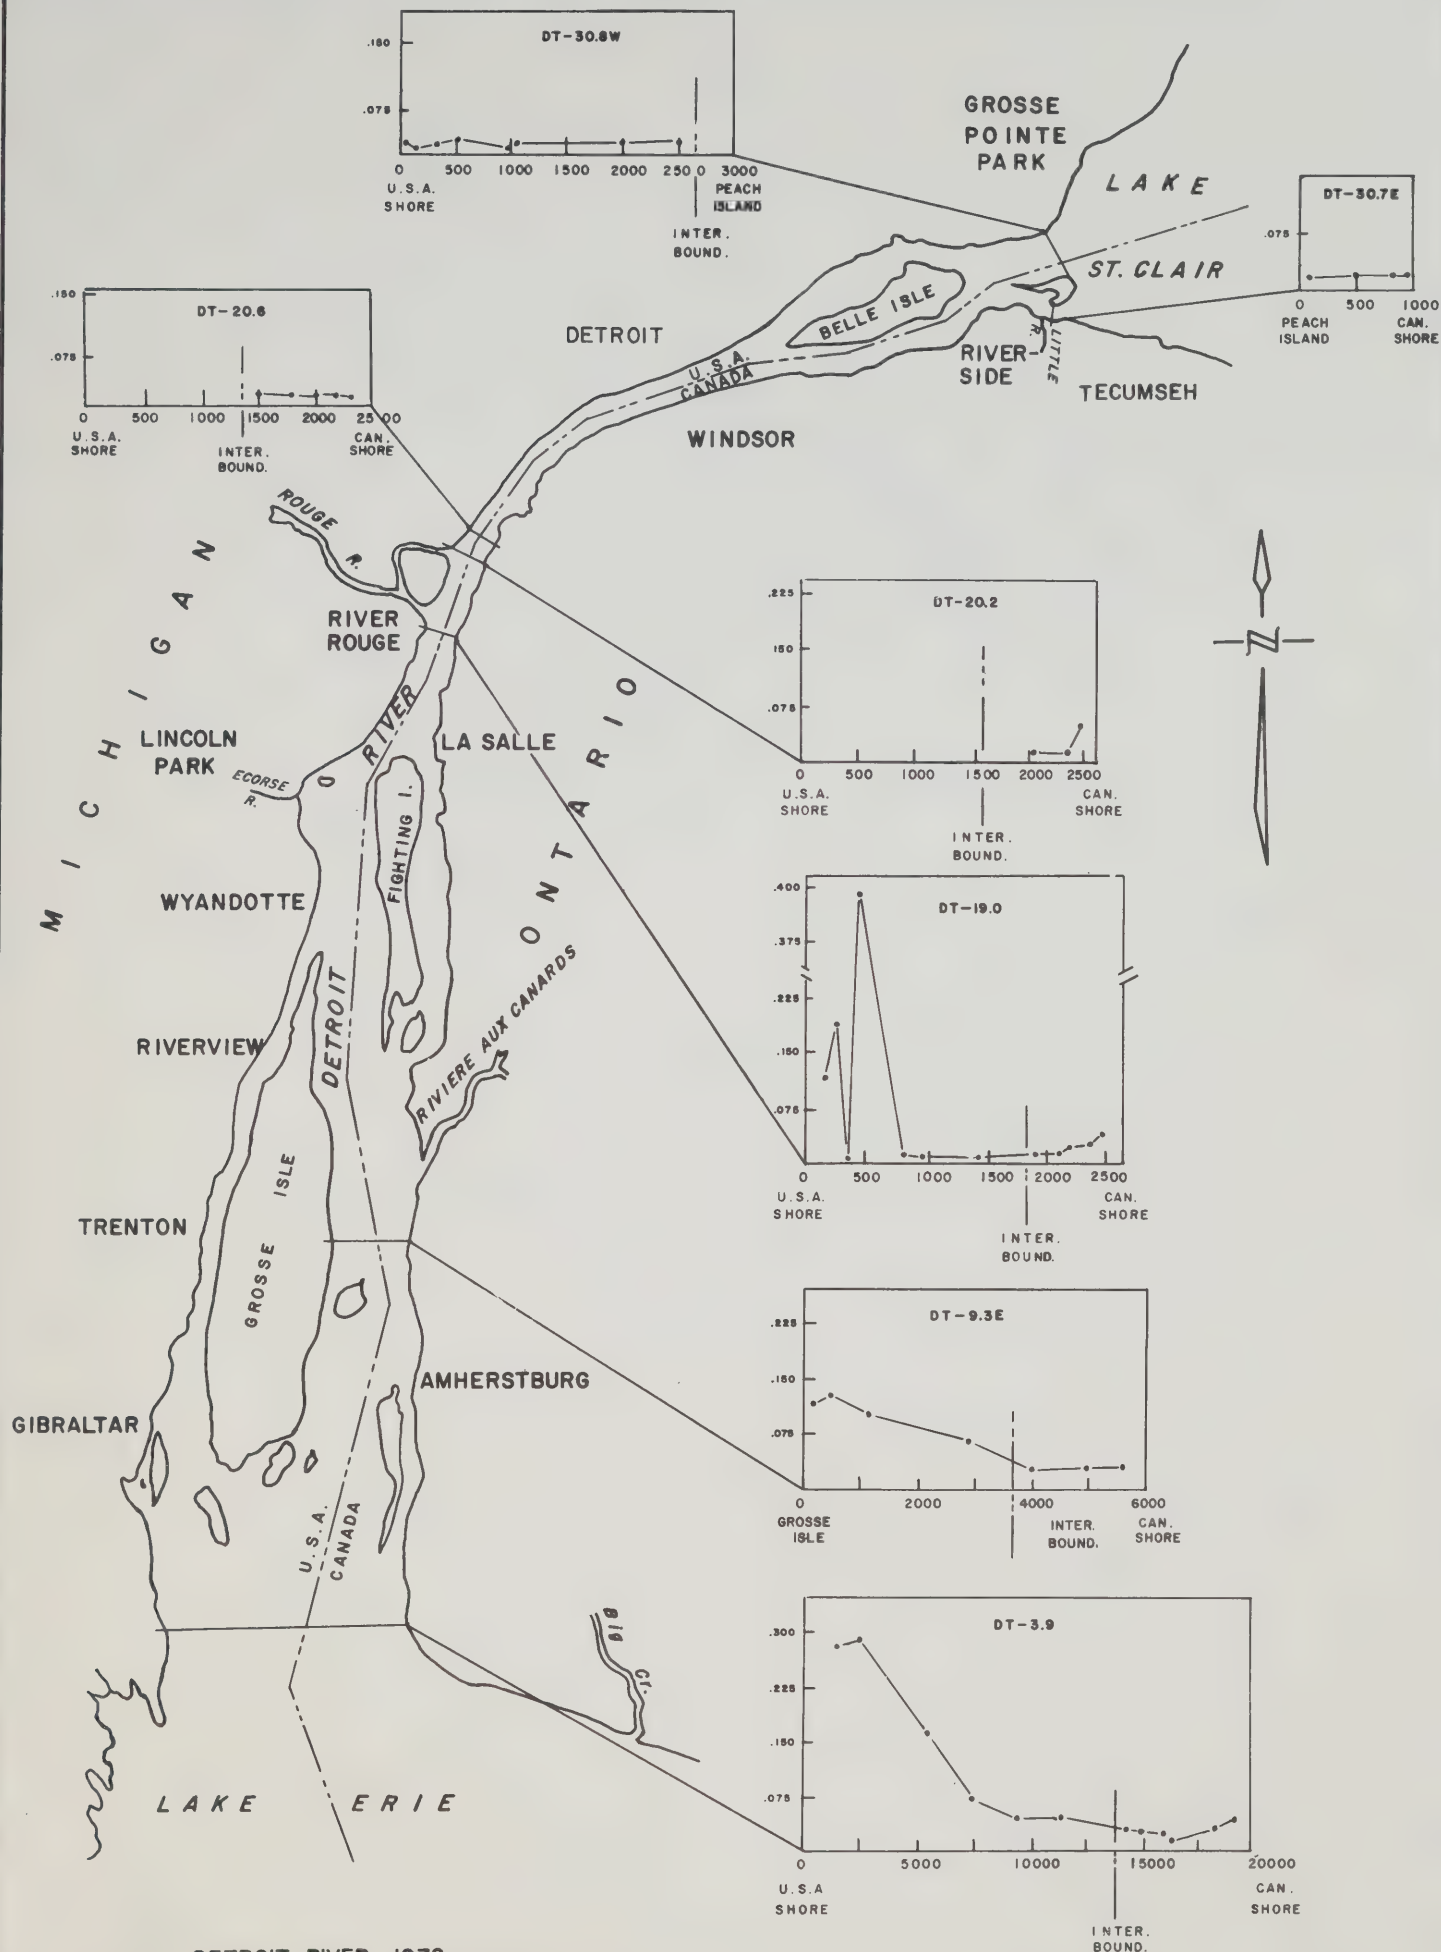 DT-30.8W
.150
.075
0 500 1000 1500 2000 2500 3000
U.S.A. SHORE
PEACH ISLAND
INTER. BOUND.
GROSSE
POINTE
PARK
LAKE
ST. CLAIR
DT-30.7E
.075
0 500 1000
PEACH ISLAND
CAN. SHORE
DT-20.6
.150
.075
0 500 1000 1500 2000 2500
U.S.A. SHORE
INTER. BOUND.
CAN. SHORE
DETROIT
BELLE ISLE
U.S.A.
CANADA
RIVER-
SIDE
LITTLE R.
TECUMSEH
WINDSOR
ROUGE R.
MICHIGAN
RIVER
ROUGE
N
ONTARIO
DT-20.2
.225
.150
.075
0 500 1000 1500 2000 2500
U.S.A. SHORE
CAN. SHORE
INTER. BOUND.
LINCOLN
PARK
ECORSE
R.
RIVER
LA SALLE
FIGHTING I.
WYANDOTTE
DT-19.0
.400
.375
.225
.150
.075
0 500 1000 1500 2000 2500
U.S.A. SHORE
CAN. SHORE
INTER. BOUND.
DETROIT
RIVERVIEW
RIVIERE AUX CANARDS
TRENTON
GROSSE ISLE
DT-9.3E
.225
.150
.075
0 2000 4000 6000
GROSSE ISLE
INTER. BOUND.
CAN. SHORE
AMHERSTBURG
GIBRALTAR
U.S.A.
CANADA
Big Cr.
DT-3.9
.300
.225
.150
.075
0 5000 10000 15000 20000
U.S.A SHORE
CAN. SHORE
INTER. BOUND.
LAKE ERIE
DETROIT RIVER